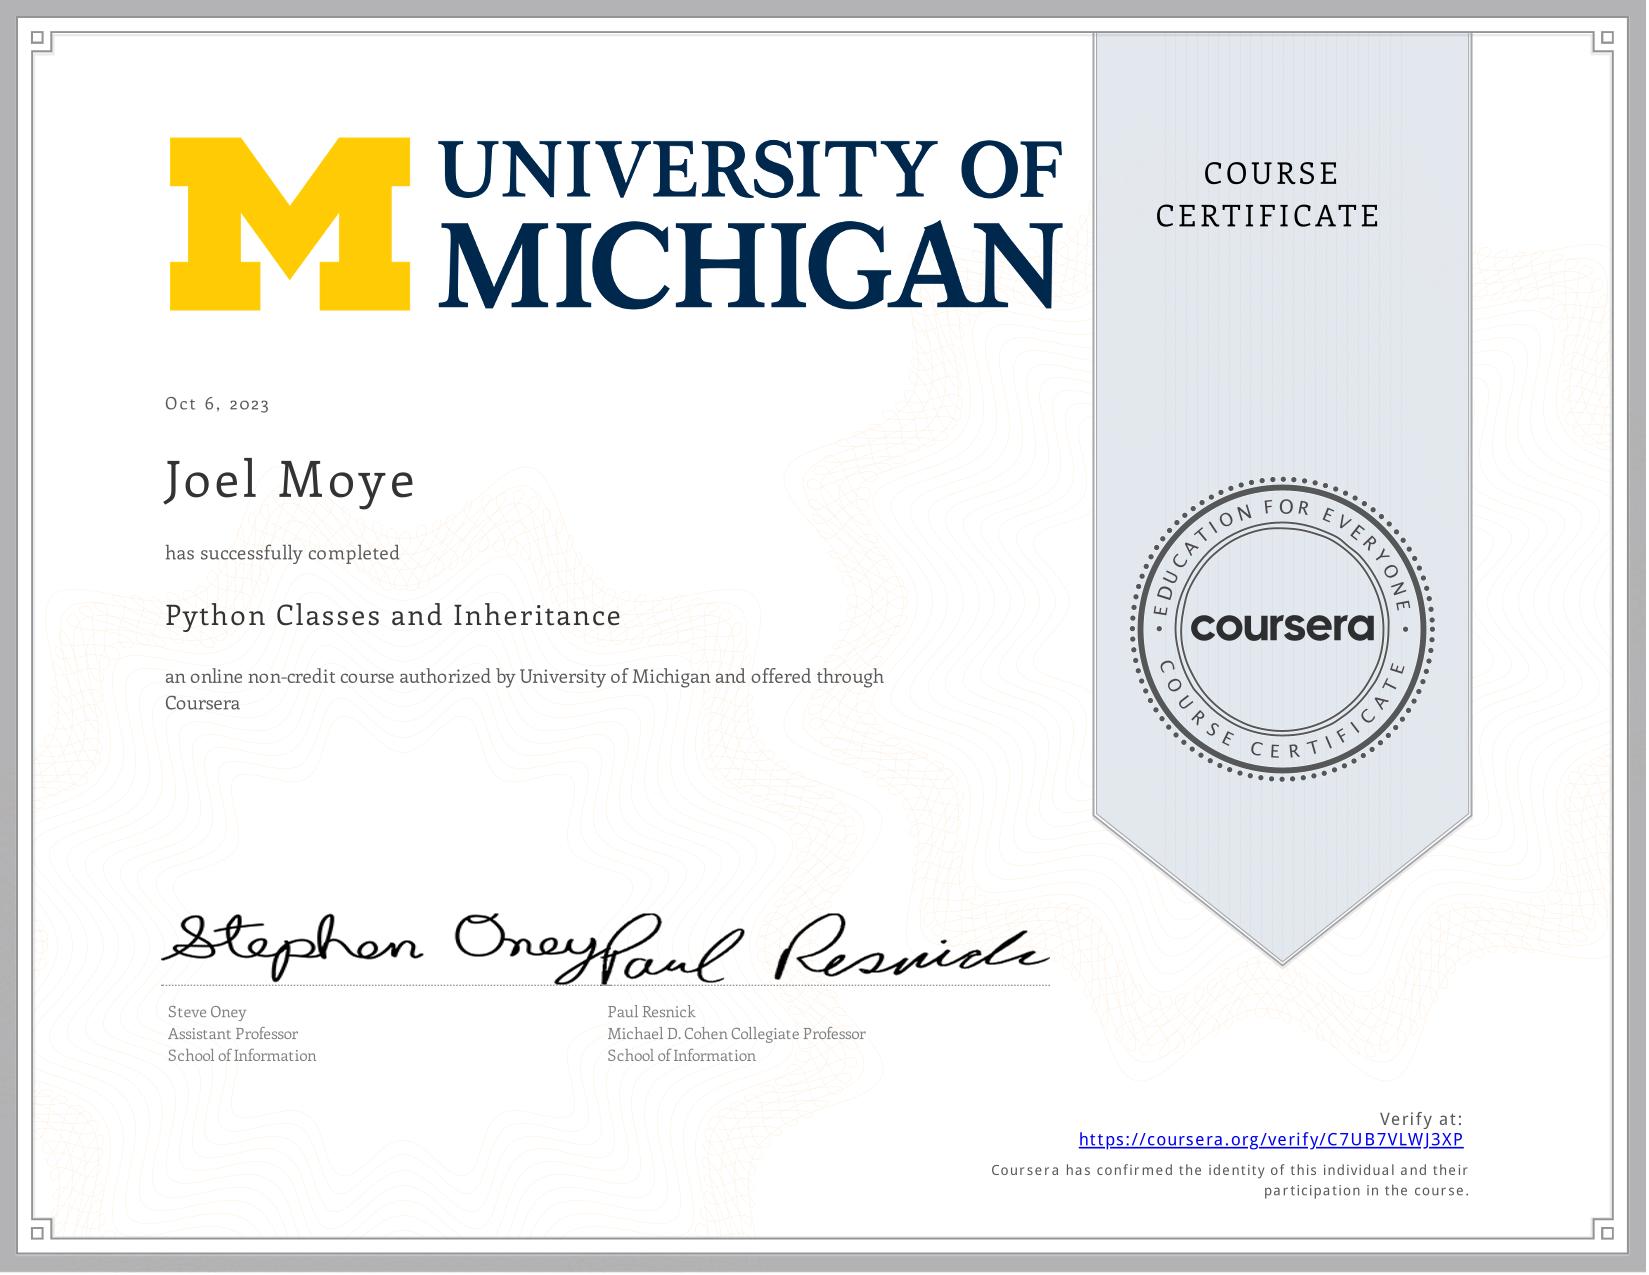 UNIVERSITY OF
MICHIGAN
COURSE
CERTIFICATE
Oct 6, 2023
Joel Moye
has successfully completed
Python Classes and Inheritance
an online non-credit course authorized by University of Michigan and offered through
Coursera
EDUCATION FOR EVERYONE
coursera
COURSE CERTIFICATE
Stephen Oney
Paul Resnick
Steve Oney
Assistant Professor
School of Information
Paul Resnick
Michael D. Cohen Collegiate Professor
School of Information
Verify at:
https://coursera.org/verify/C7UB7VLWJ3XP
Coursera has confirmed the identity of this individual and their
participation in the course.